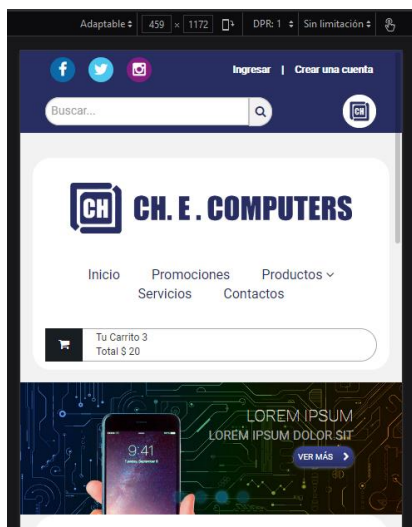 Adaptable 459 × 1172 DPR: 1 Sin limitación
Ingresar | Crear una cuenta
Buscar...
CH
CH CH. E. COMPUTERS
Inicio Promociones Productos
Servicios Contactos
Tu Carrito 3
Total $ 20
LOREM IPSUM
LOREM IPSUM DOLOR SIT
VER MÁS
9:41